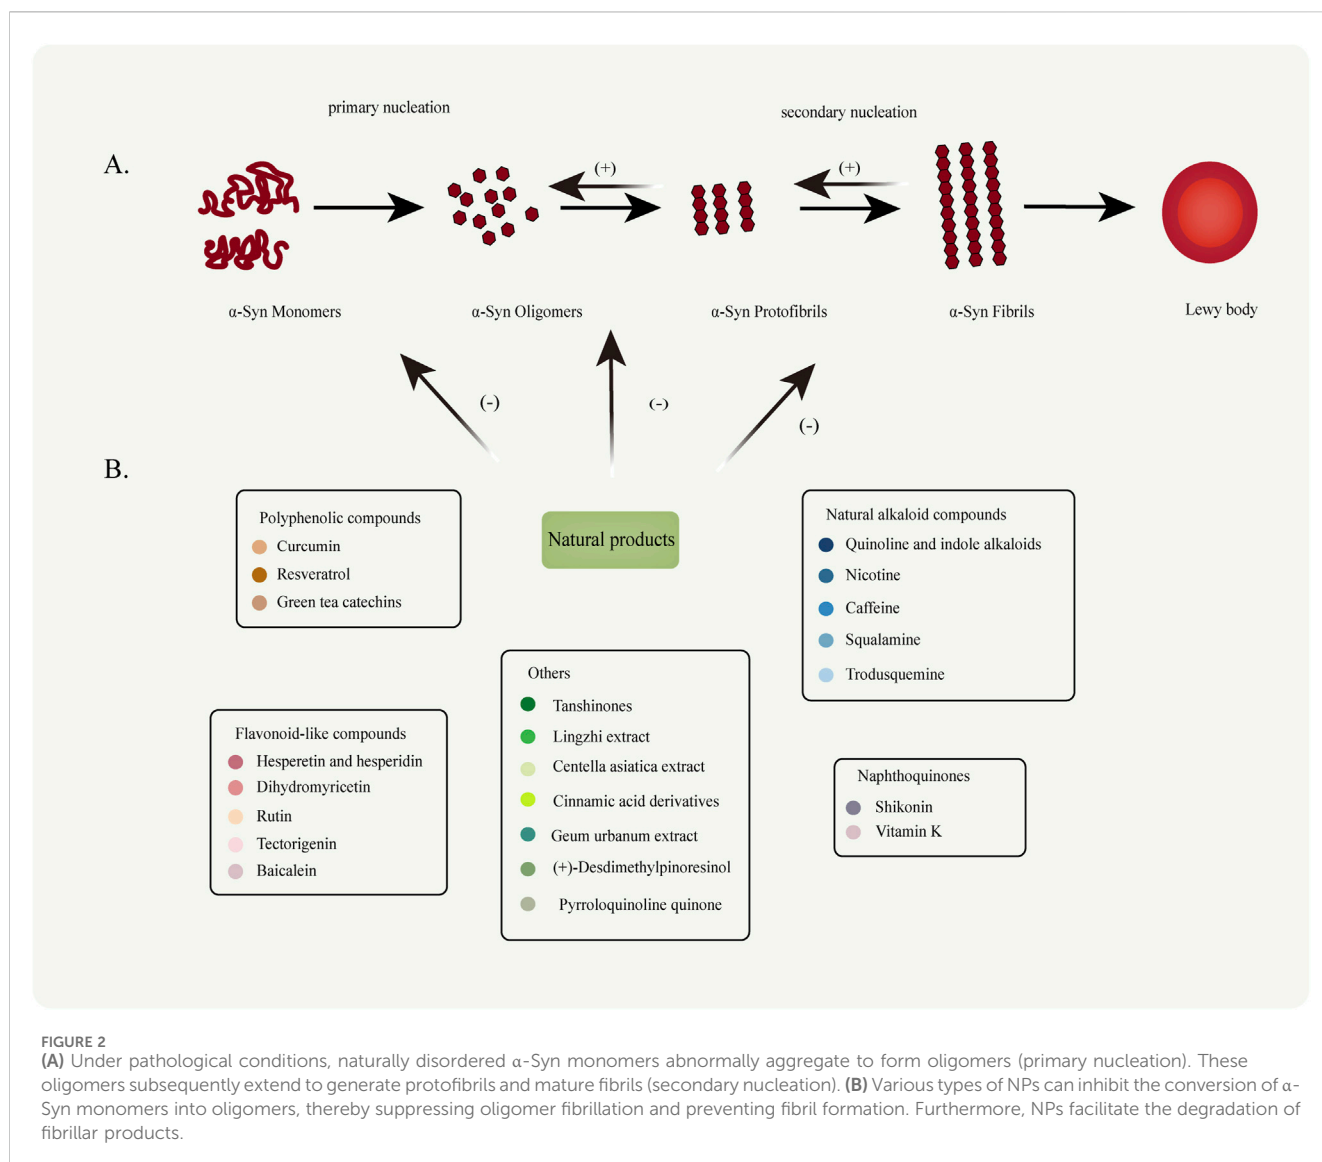 primary nucleation
secondary nucleation
A.
(+)
(+)
α-Syn Monomers
α-Syn Oligomers
α-Syn Protofibrils
α-Syn Fibrils
Lewy body
(-)
(-)
(-)
B.
Polyphenolic compounds
Curcumin
Resveratrol
Green tea catechins
Natural products
Natural alkaloid compounds
Quinoline and indole alkaloids
Nicotine
Caffeine
Squalamine
Trodusquemine
Flavonoid-like compounds
Hesperetin and hesperidin
Dihydromyricetin
Rutin
Tectorigenin
Baicalein
Others
Tanshinones
Lingzhi extract
Centella asiatica extract
Cinnamic acid derivatives
Geum urbanum extract
(+)-Desdimethylpinoresinol
Pyrroloquinoline quinone
Naphthoquinones
Shikonin
Vitamin K
FIGURE 2
(A) Under pathological conditions, naturally disordered α-Syn monomers abnormally aggregate to form oligomers (primary nucleation). These
oligomers subsequently extend to generate protofibrils and mature fibrils (secondary nucleation). (B) Various types of NPs can inhibit the conversion of α-
Syn monomers into oligomers, thereby suppressing oligomer fibrillation and preventing fibril formation. Furthermore, NPs facilitate the degradation of
fibrillar products.